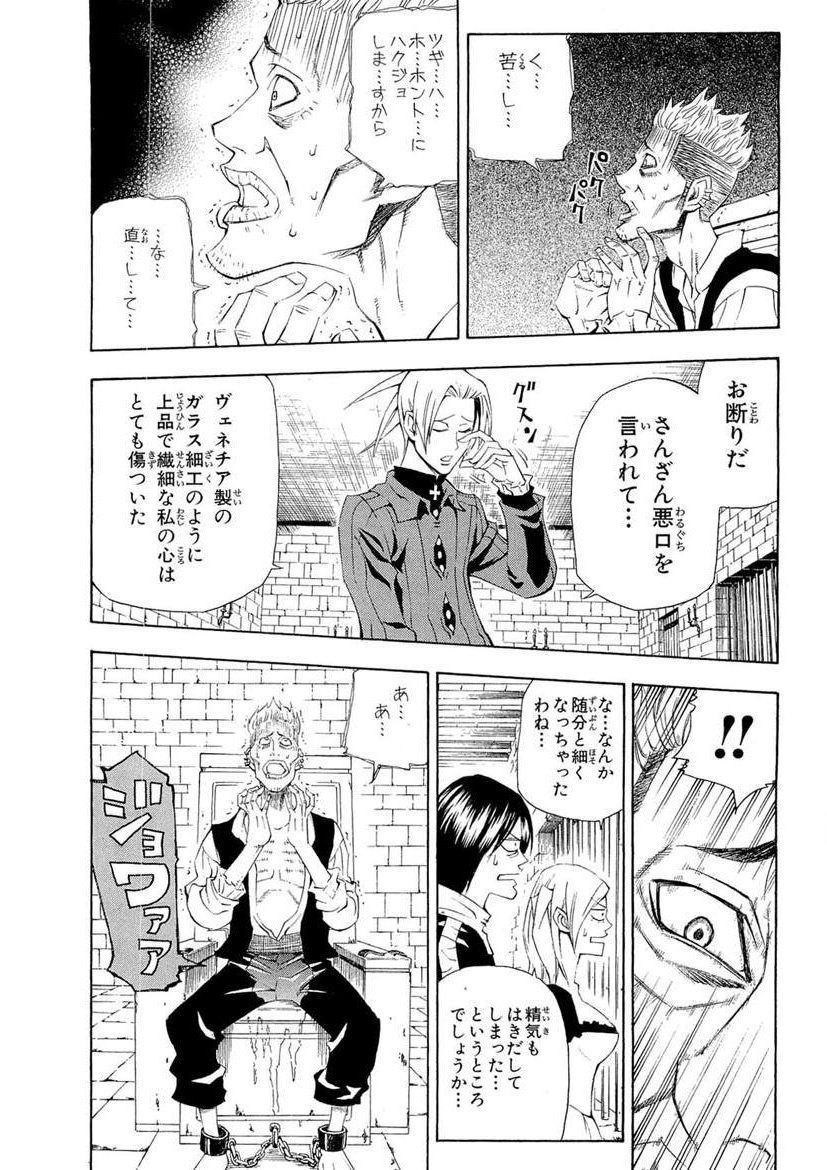 く…
苦…し…
パク
パク
ツギ…ハ…
ホ…ホント…に
ハクジョ
しま…すから
…な…
直…し…て…
お断りだ
さんざん悪口を
言われて…
グスン
ヴェネチア製の
ガラス細工のように
上品で繊細な私の心は
とても傷ついた
!!
な…なんか
随分と細く
なっちゃった
わね…
精気も
はきだして
しまった…
というところ
でしょうか…
あ…
あ…
ジョワァァ